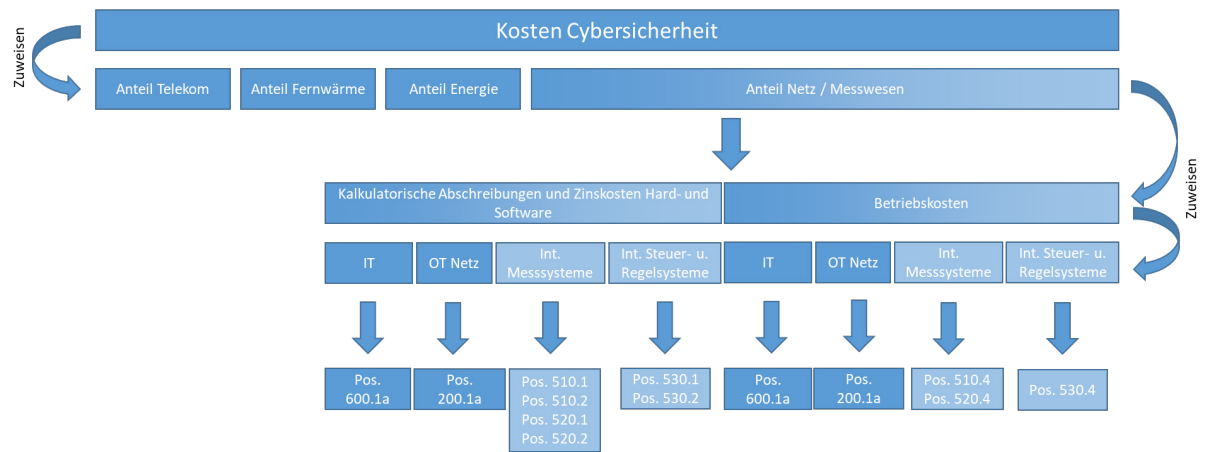 Kosten Cybersicherheit
Zuweisen
Anteil Telekom
Anteil Fernwärme
Anteil Energie
Anteil Netz / Messwesen
Zuweisen
Kalkulatorische Abschreibungen und Zinskosten Hard- und
Software
Betriebskosten
IT
OT Netz
Int.
Messsysteme
Int. Steuer- u.
Regelsysteme
IT
OT Netz
Int.
Messsysteme
Int. Steuer- u.
Regelsysteme
Pos.
600.1a
Pos.
200.1a
Pos. 510.1
Pos. 510.2
Pos. 520.1
Pos. 520.2
Pos. 530.1
Pos. 530.2
Pos.
600.1a
Pos.
200.1a
Pos. 510.4
Pos. 520.4
Pos. 530.4